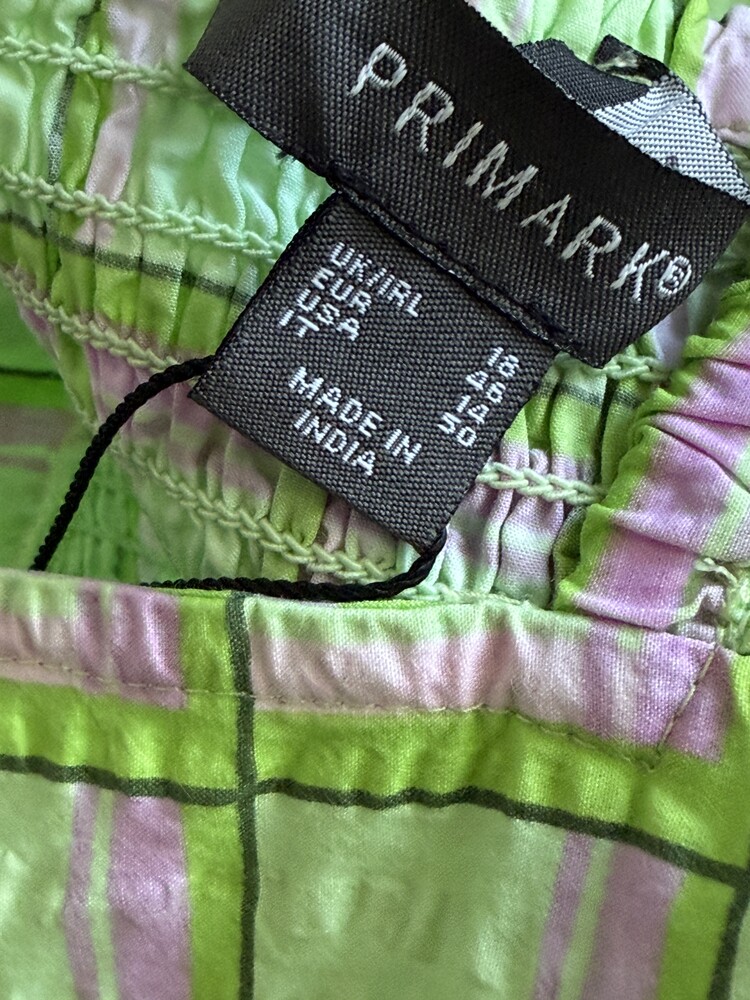 PRIMARK®
UK/IRL 16
EUR 46
USA 14
IT 50
MADE IN
INDIA